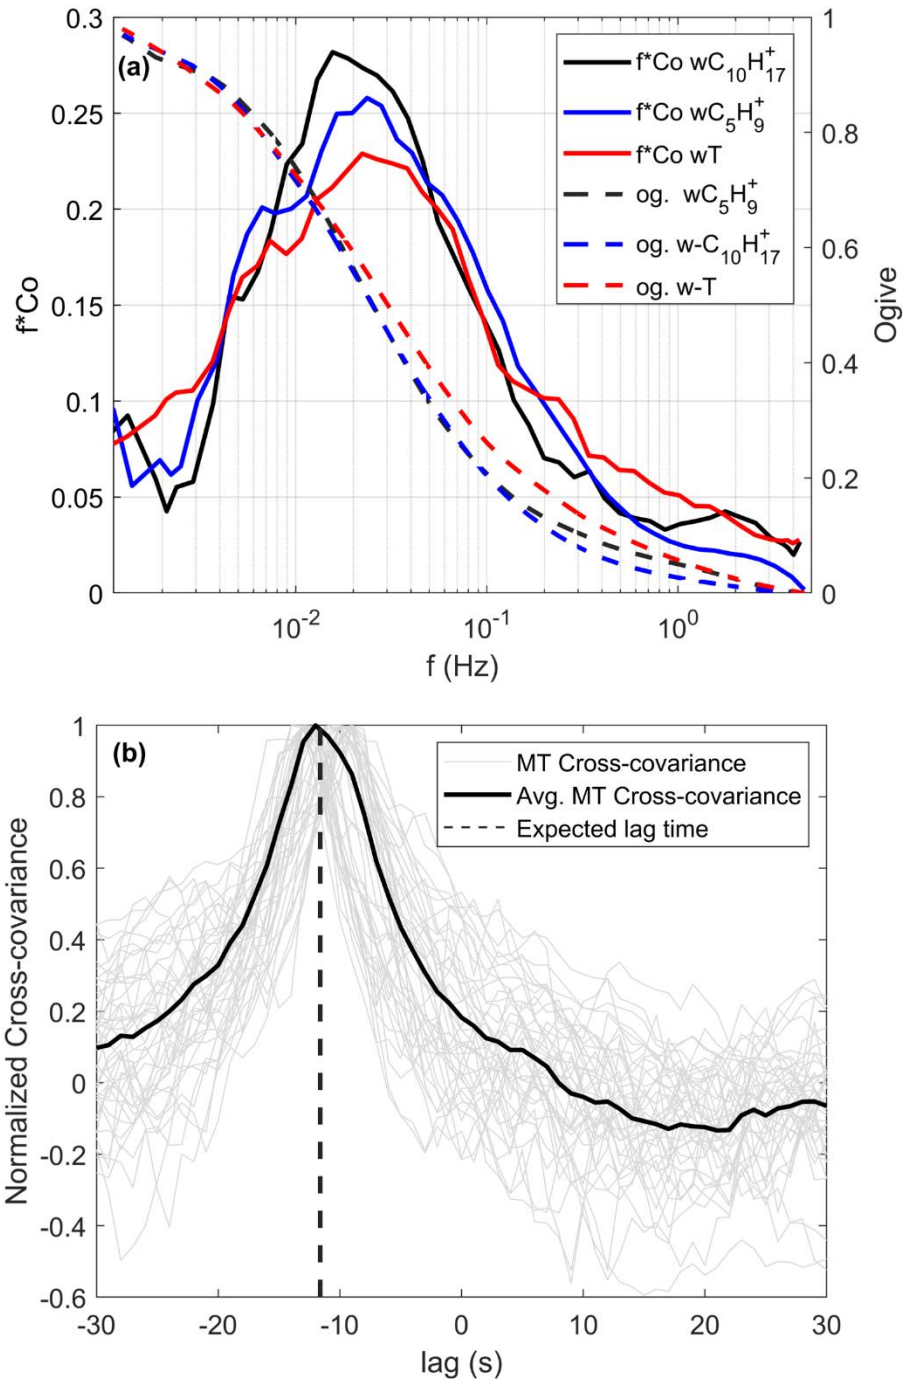 (a)
f*Co
0.3
0.25
0.2
0.15
0.1
0.05
0
Ogive
1
0.8
0.6
0.4
0.2
0
10⁻² 10⁻¹ 10⁰
f (Hz)
f*Co wC₁₀H₁₇⁺
f*Co wC₅H₉⁺
f*Co wT
og. wC₅H₉⁺
og. w-C₁₀H₁₇⁺
og. w-T
(b)
Normalized Cross-covariance
1
0.8
0.6
0.4
0.2
0
-0.2
-0.4
-0.6
-30 -20 -10 0 10 20 30
lag (s)
MT Cross-covariance
Avg. MT Cross-covariance
Expected lag time